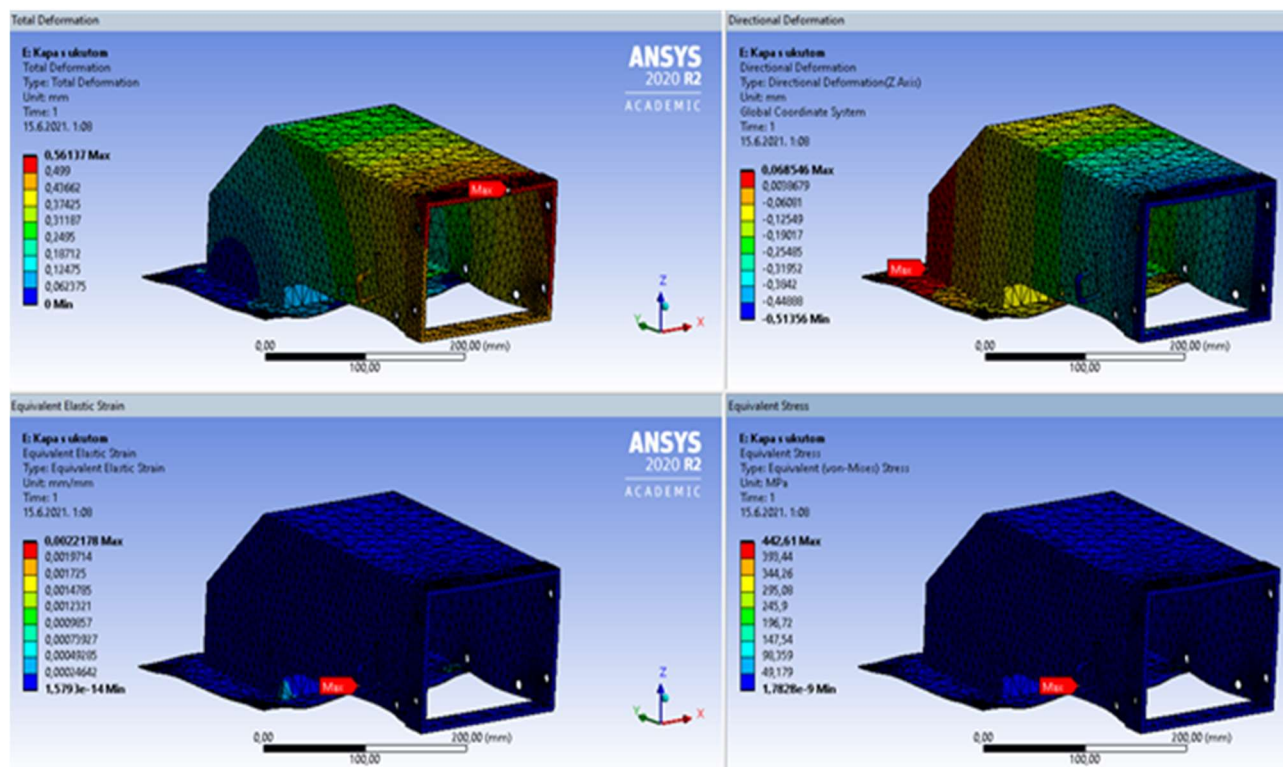 Total Deformation
E: Kapa s ukutom
Total Deformation
Type: Total Deformation
Unit: mm
Time: 1
15.6.2021. 1:08
0,56137 Max
0,499
0,43662
0,37425
0,31187
0,2495
0,18712
0,12475
0,062375
0 Min
ANSYS
2020 R2
ACADEMIC
Max
Z
Y
X
0,00
200,00 (mm)
100,00
Directional Deformation
E: Kapa s ukutom
Directional Deformation
Type: Directional Deformation(Z Axis)
Unit: mm
Global Coordinate System
Time: 1
15.6.2021. 1:08
0,068546 Max
0,0038679
-0,06081
-0,12549
-0,19017
-0,25485
-0,31952
-0,3842
-0,44888
-0,51356 Min
Max
0,00
200,00 (mm)
100,00
Equivalent Elastic Strain
E: Kapa s ukutom
Equivalent Elastic Strain
Type: Equivalent Elastic Strain
Unit: mm/mm
Time: 1
15.6.2021. 1:08
0,0022178 Max
0,0019714
0,001725
0,0014785
0,0012321
0,0009857
0,00073927
0,00049285
0,00024642
1,5793e-14 Min
ANSYS
2020 R2
ACADEMIC
Max
Z
Y
X
0,00
200,00 (mm)
100,00
Equivalent Stress
E: Kapa s ukutom
Equivalent Stress
Type: Equivalent (von-Mises) Stress
Unit: MPa
Time: 1
15.6.2021. 1:08
442,61 Max
393,44
344,26
295,08
245,9
196,72
147,54
98,359
49,179
1,7828e-9 Min
Max
0,00
200,00 (mm)
100,00